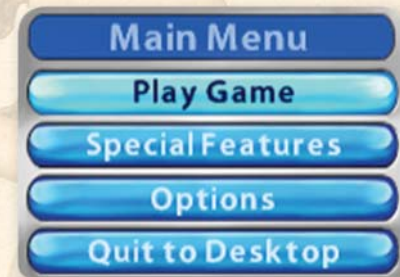 Main Menu
Play Game
Special Features
Options
Quit to Desktop